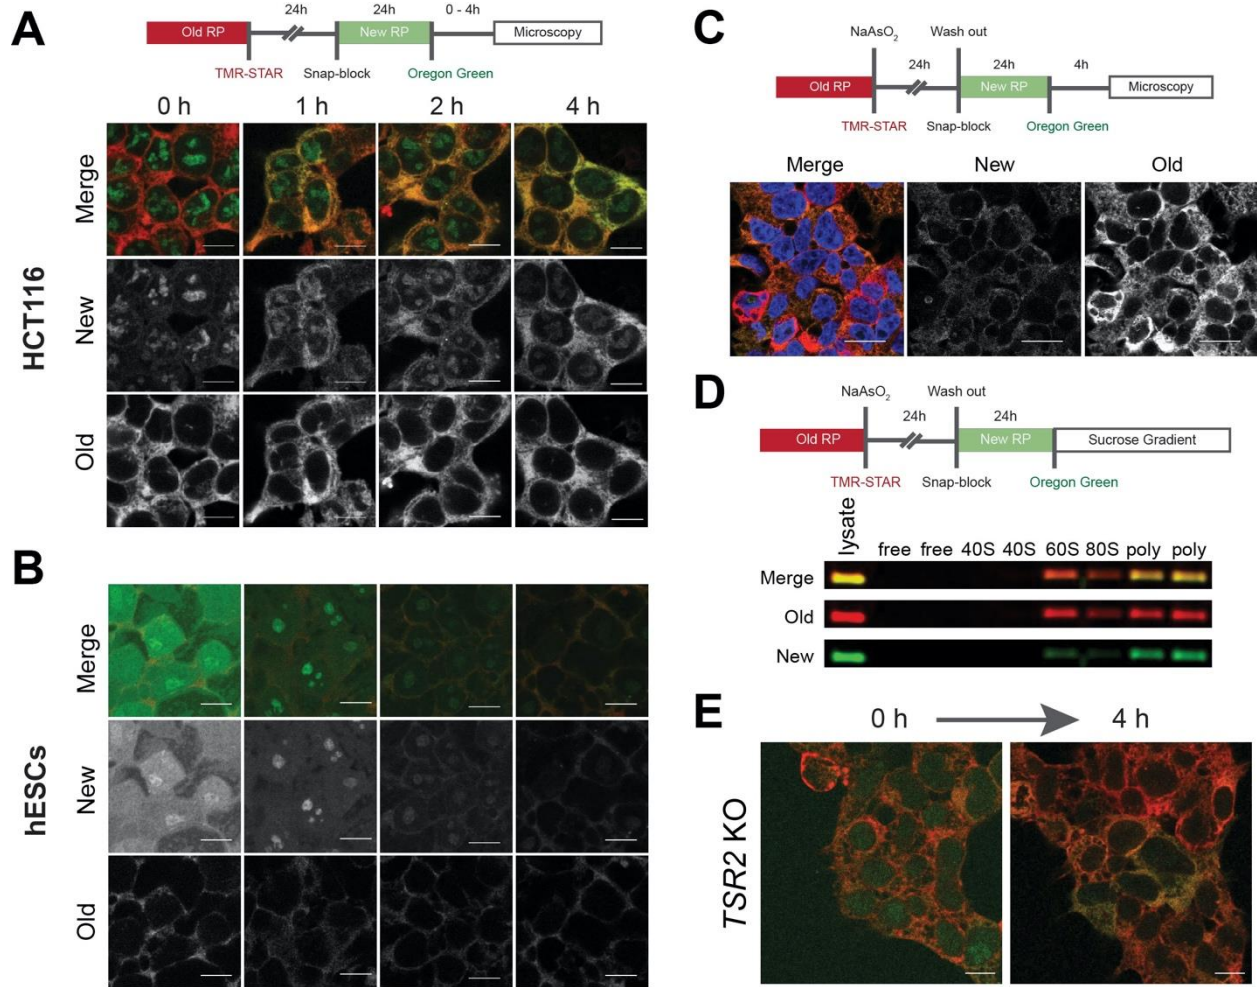 A
24h
24h
0 - 4h
Old RP
New RP
Microscopy
TMR-STAR
Snap-block
Oregon Green
0 h
1 h
2 h
4 h
HCT116
Merge
New
Old
B
hESCs
Merge
New
Old
C
NaAsO₂
Wash out
24h
24h
4h
Old RP
New RP
Microscopy
TMR-STAR
Snap-block
Oregon Green
Merge
New
Old
D
NaAsO₂
Wash out
24h
24h
Old RP
New RP
Sucrose Gradient
TMR-STAR
Snap-block
Oregon Green
lysate
free free 40S 40S 60S 80S poly poly
Merge
Old
New
E
0 h
4 h
TSR2 KO